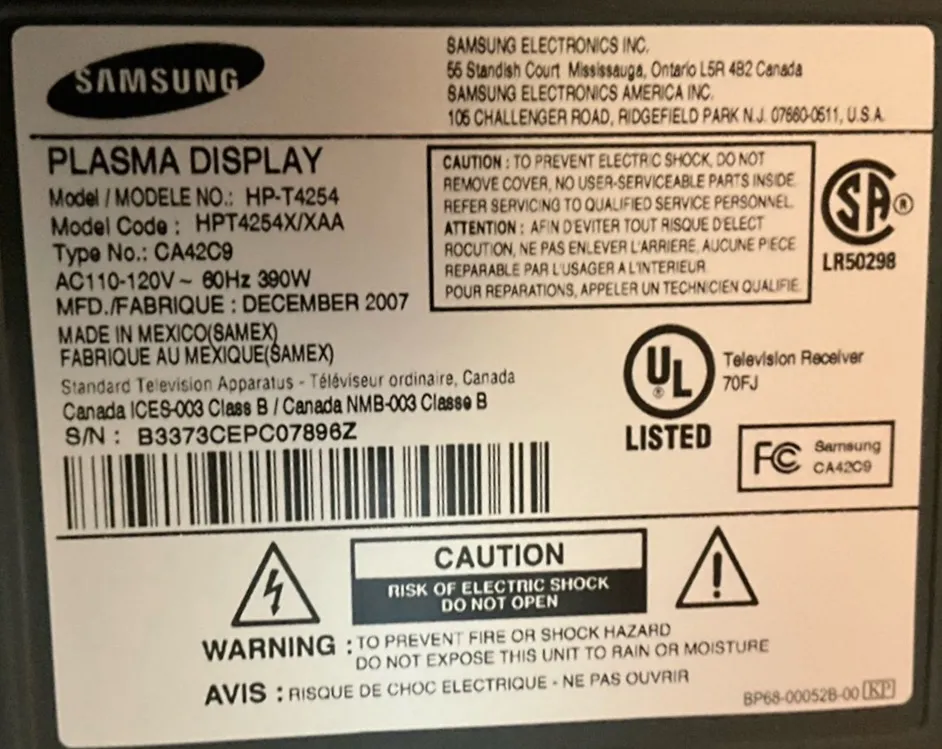 SAMSUNG
SAMSUNG ELECTRONICS INC.
55 Standish Court Mississauga, Ontario L5R 4B2 Canada
SAMSUNG ELECTRONICS AMERICA INC.
105 CHALLENGER ROAD, RIDGEFIELD PARK N.J. 07660-0511, U.S.A.
PLASMA DISPLAY
Model / MODELE NO.: HP-T4254
Model Code : HPT4254X/XAA
Type No.: CA42C9
AC110-120V ~ 60Hz 390W
MFD./FABRIQUE : DECEMBER 2007
MADE IN MEXICO(SAMEX)
FABRIQUE AU MEXIQUE(SAMEX)
Standard Television Apparatus - Téléviseur ordinaire, Canada
Canada ICES-003 Class B / Canada NMB-003 Classe B
S/N : B3373CEPC07896Z
CAUTION : TO PREVENT ELECTRIC SHOCK, DO NOT
REMOVE COVER, NO USER-SERVICEABLE PARTS INSIDE.
REFER SERVICING TO QUALIFIED SERVICE PERSONNEL.
ATTENTION : AFIN D'EVITER TOUT RISQUE D'ELECT
ROCUTION, NE PAS ENLEVER L'ARRIERE, AUCUNE PIECE
REPARABLE PAR L'USAGER A L'INTERIEUR.
POUR REPARATIONS, APPELER UN TECHNICIEN QUALIFIE.
SA ®
LR50298
UL ®
LISTED
Television Receiver
70FJ
FC Samsung
CA42C9
CAUTION
RISK OF ELECTRIC SHOCK
DO NOT OPEN
!
WARNING : TO PREVENT FIRE OR SHOCK HAZARD
DO NOT EXPOSE THIS UNIT TO RAIN OR MOISTURE
AVIS : RISQUE DE CHOC ELECTRIQUE - NE PAS OUVRIR
BP68-00052B-00 KP